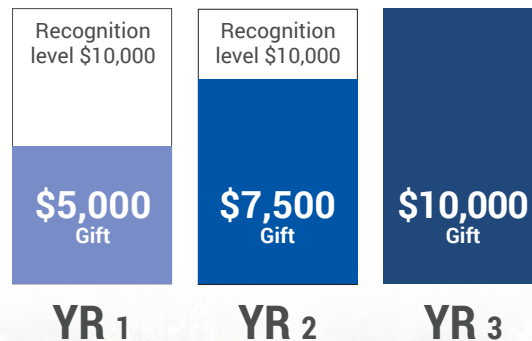 Recognition
level $10,000
$5,000
Gift
YR 1
Recognition
level $10,000
$7,500
Gift
YR 2
$10,000
Gift
YR 3